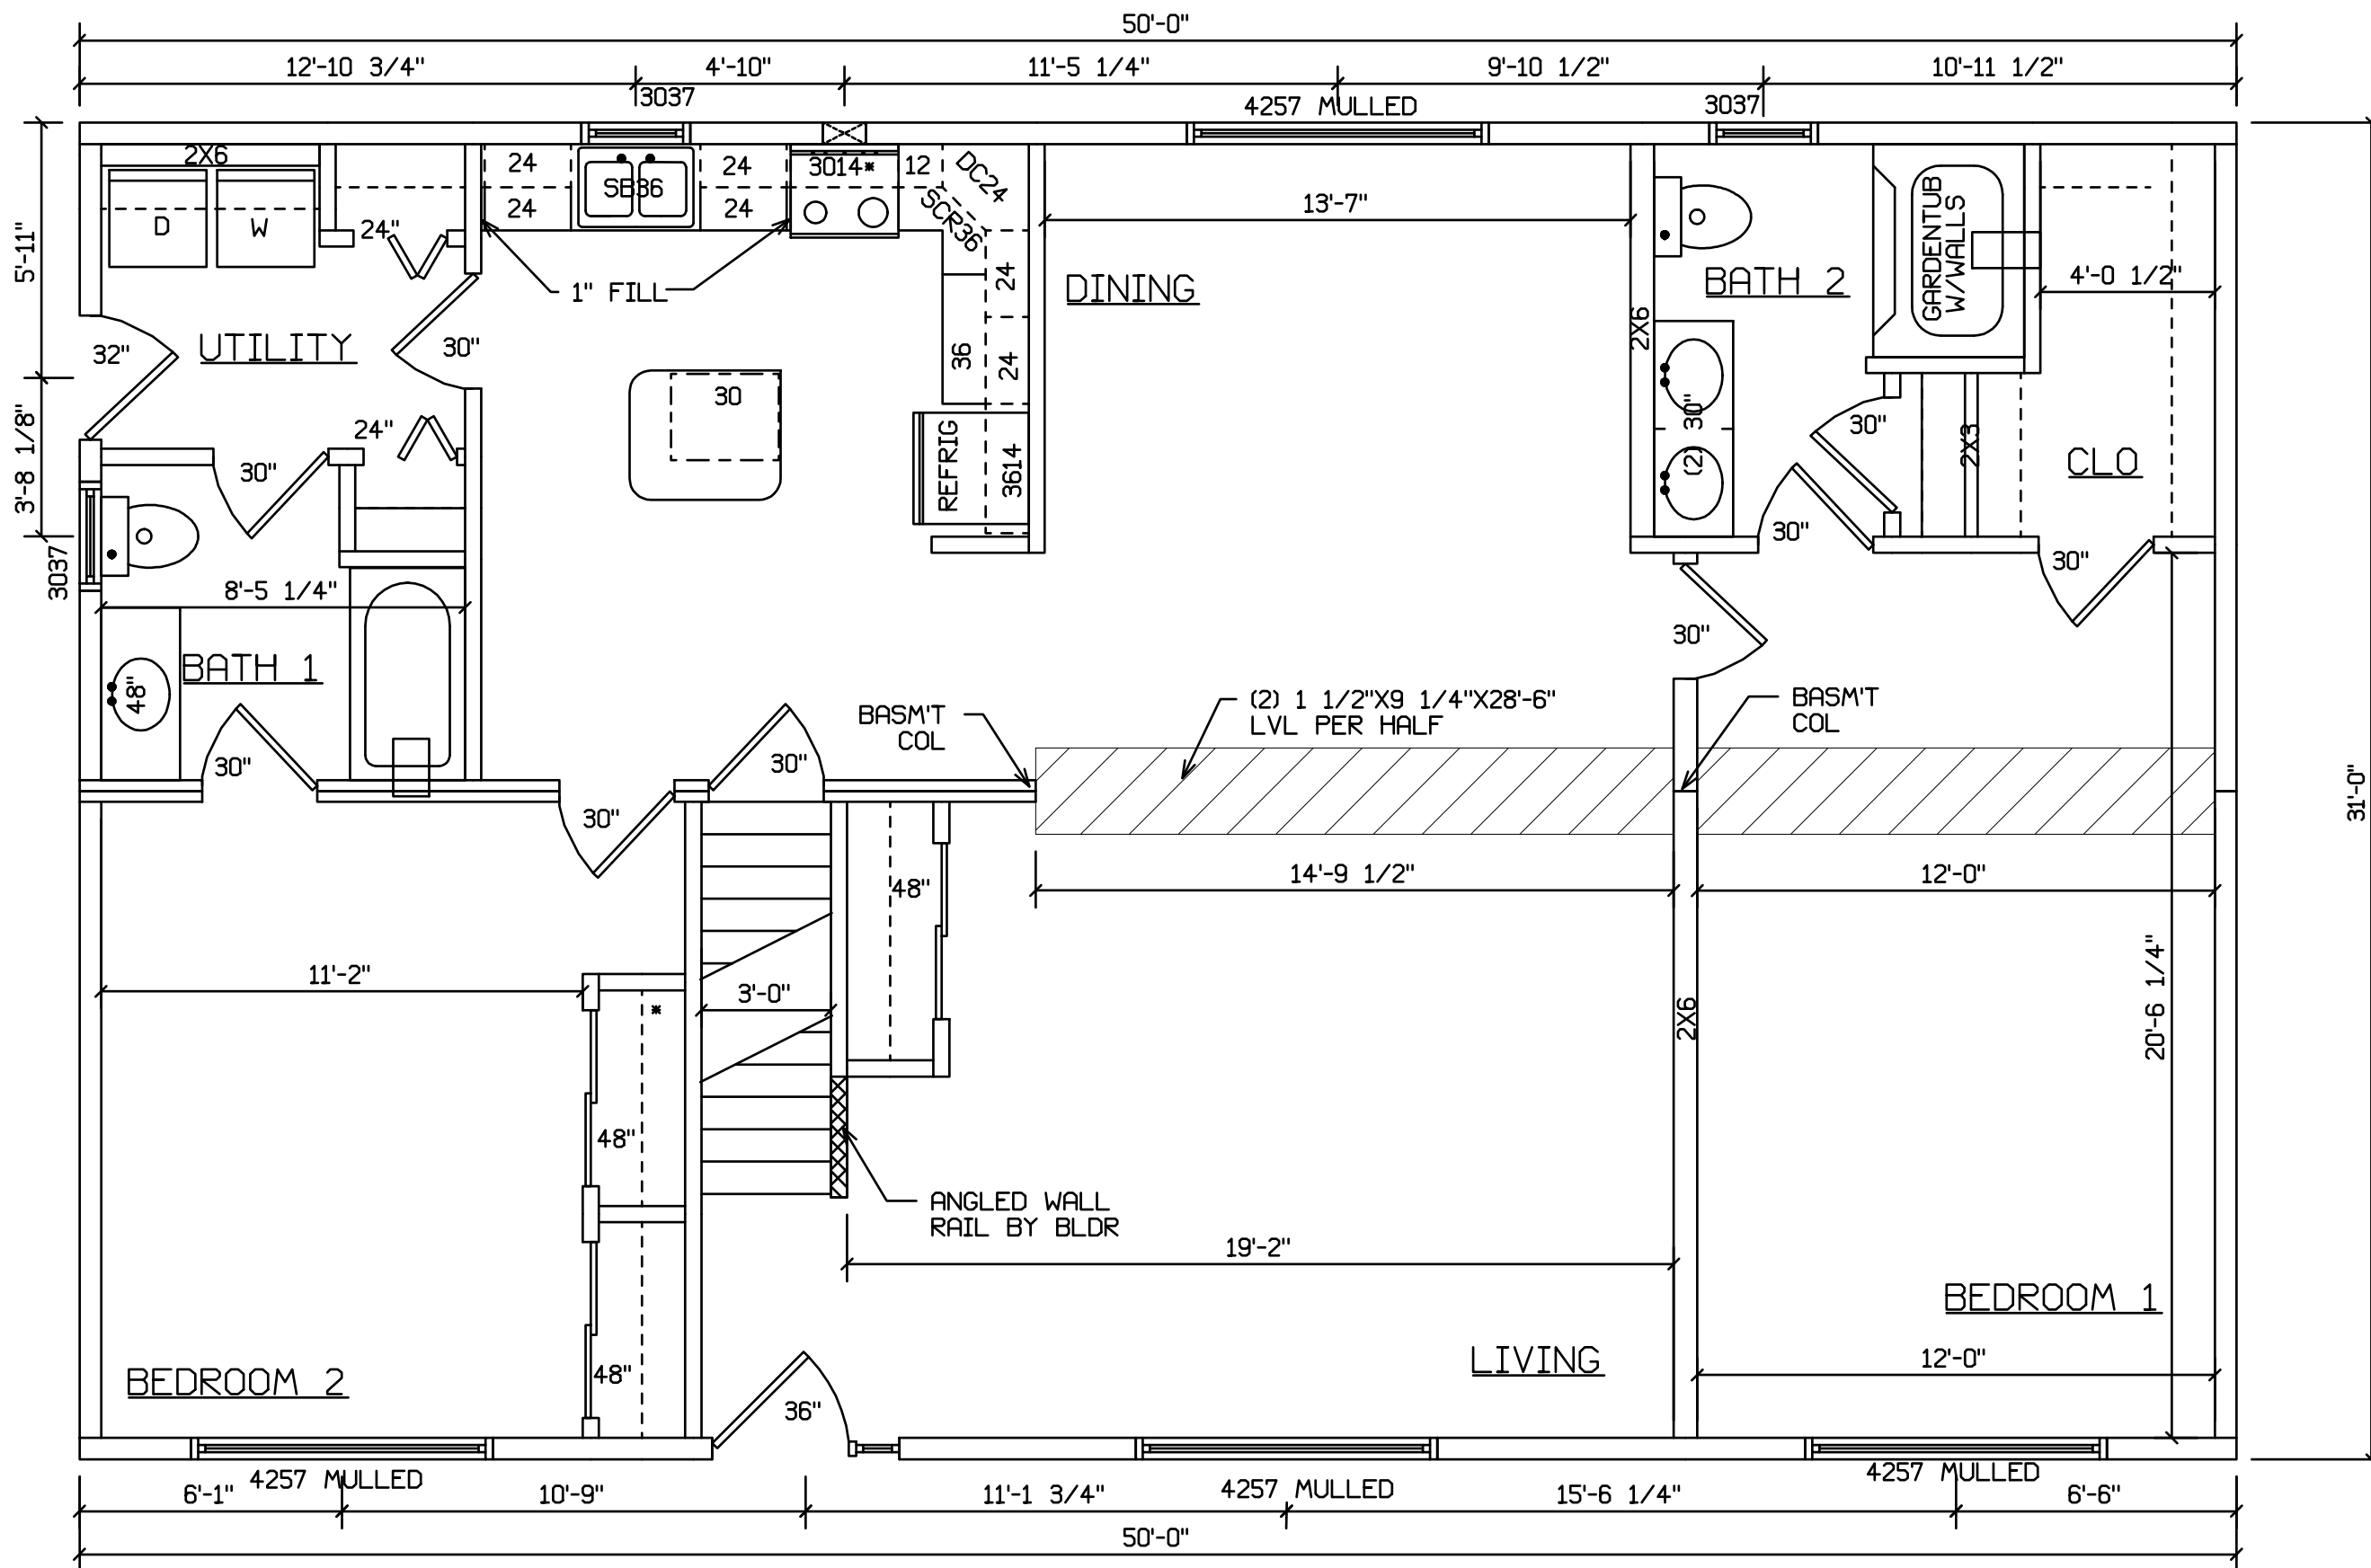 50'-0"
12'-10 3/4"
4'-10"
11'-5 1/4"
9'-10 1/2"
10'-11 1/2"
3037
4257 MULLED
3037
2X6
24
SB36
24
3014*
12
DC24
24
24
SCR36
D
W
24"
13'-7"
GARDENTUB
W/WALLS
5'-11"
1" FILL
24
DINING
BATH 2
4'-0 1/2"
32"
UTILITY
30"
36
24
2X6
30
3'-8 1/8"
24"
30"
REFRIG
3614
(2) 30"
30"
2X3
CLO
3037
30"
30"
8'-5 1/4"
BATH 1
48"
30"
BASM'T
COL
(2) 1 1/2"X9 1/4"X28'-6"
LVL PER HALF
BASM'T
COL
30"
30"
30"
31'-0"
48"
14'-9 1/2"
12'-0"
11'-2"
3'-0"
*
2X6
20'-6 1/4"
48"
ANGLED WALL
RAIL BY BLDR
19'-2"
BEDROOM 1
LIVING
12'-0"
BEDROOM 2
48"
36"
4257 MULLED
4257 MULLED
4257 MULLED
6'-1"
10'-9"
11'-1 3/4"
15'-6 1/4"
6'-6"
50'-0"